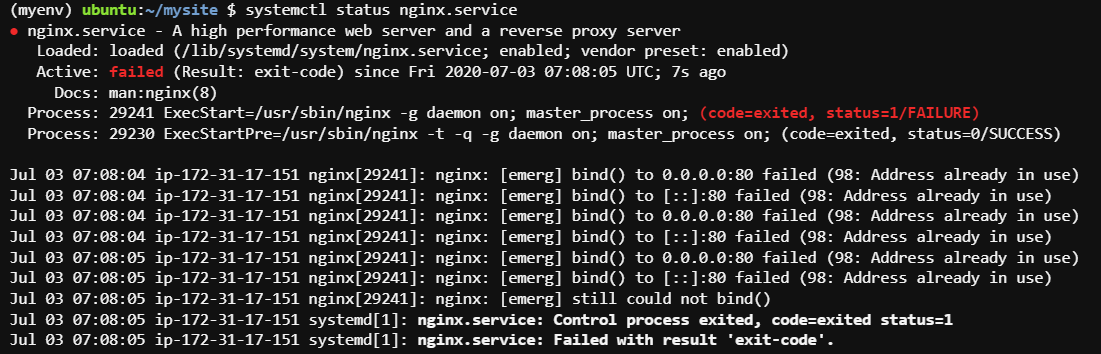 (myenv) ubuntu:~/mysite $ systemctl status nginx.service
● nginx.service - A high performance web server and a reverse proxy server
   Loaded: loaded (/lib/systemd/system/nginx.service; enabled; vendor preset: enabled)
   Active: failed (Result: exit-code) since Fri 2020-07-03 07:08:05 UTC; 7s ago
     Docs: man:nginx(8)
  Process: 29241 ExecStart=/usr/sbin/nginx -g daemon on; master_process on; (code=exited, status=1/FAILURE)
  Process: 29230 ExecStartPre=/usr/sbin/nginx -t -q -g daemon on; master_process on; (code=exited, status=0/SUCCESS)

Jul 03 07:08:04 ip-172-31-17-151 nginx[29241]: nginx: [emerg] bind() to 0.0.0.0:80 failed (98: Address already in use)
Jul 03 07:08:04 ip-172-31-17-151 nginx[29241]: nginx: [emerg] bind() to [::]:80 failed (98: Address already in use)
Jul 03 07:08:04 ip-172-31-17-151 nginx[29241]: nginx: [emerg] bind() to 0.0.0.0:80 failed (98: Address already in use)
Jul 03 07:08:04 ip-172-31-17-151 nginx[29241]: nginx: [emerg] bind() to [::]:80 failed (98: Address already in use)
Jul 03 07:08:05 ip-172-31-17-151 nginx[29241]: nginx: [emerg] bind() to 0.0.0.0:80 failed (98: Address already in use)
Jul 03 07:08:05 ip-172-31-17-151 nginx[29241]: nginx: [emerg] bind() to [::]:80 failed (98: Address already in use)
Jul 03 07:08:05 ip-172-31-17-151 nginx[29241]: nginx: [emerg] still could not bind()
Jul 03 07:08:05 ip-172-31-17-151 systemd[1]: nginx.service: Control process exited, code=exited status=1
Jul 03 07:08:05 ip-172-31-17-151 systemd[1]: nginx.service: Failed with result 'exit-code'.